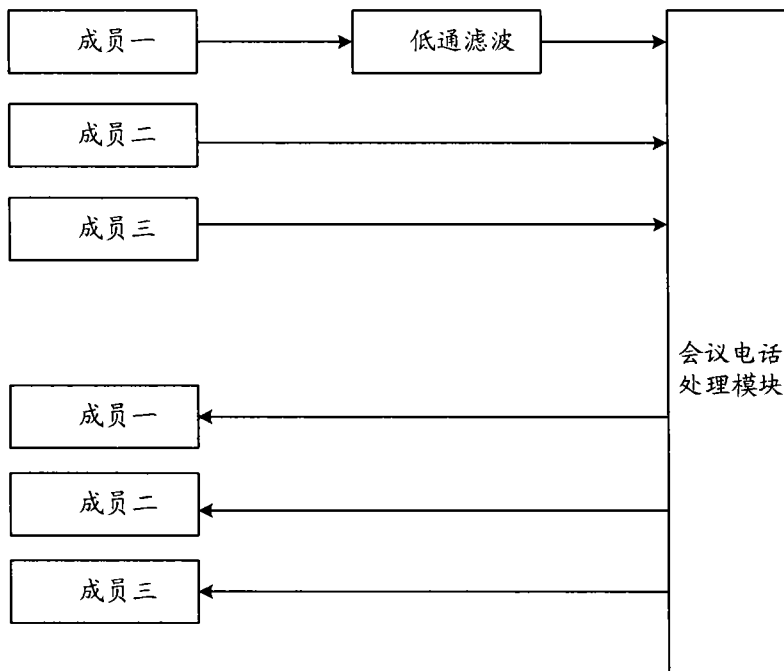 成员一
低通滤波
成员二
成员三
会议电话
处理模块
成员一
成员二
成员三